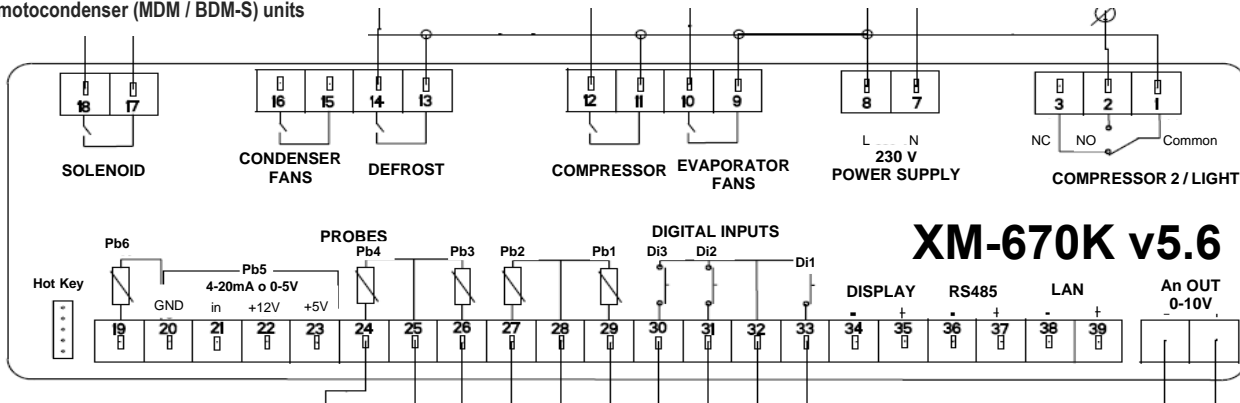 motocondenser (MDM / BDM-S) units
18 17 16 15 14 13 12 11 10 9 8 7 3 2 1
L N
NC NO Common
230 V
POWER SUPPLY
SOLENOID
CONDENSER
FANS
DEFROST
COMPRESSOR
EVAPORATOR
FANS
COMPRESSOR 2 / LIGHT
XM-670K v5.6
PROBES
DIGITAL INPUTS
Pb6
Pb5
4-20mA o 0-5V
Pb4
Pb3
Pb2
Pb1
Di3
Di2
Di1
Hot Key
GND in +12V +5V
DISPLAY
RS485
LAN
An OUT
0-10V
- + - + - + - +
19 20 21 22 23 24 25 26 27 28 29 30 31 32 33 34 35 36 37 38 39